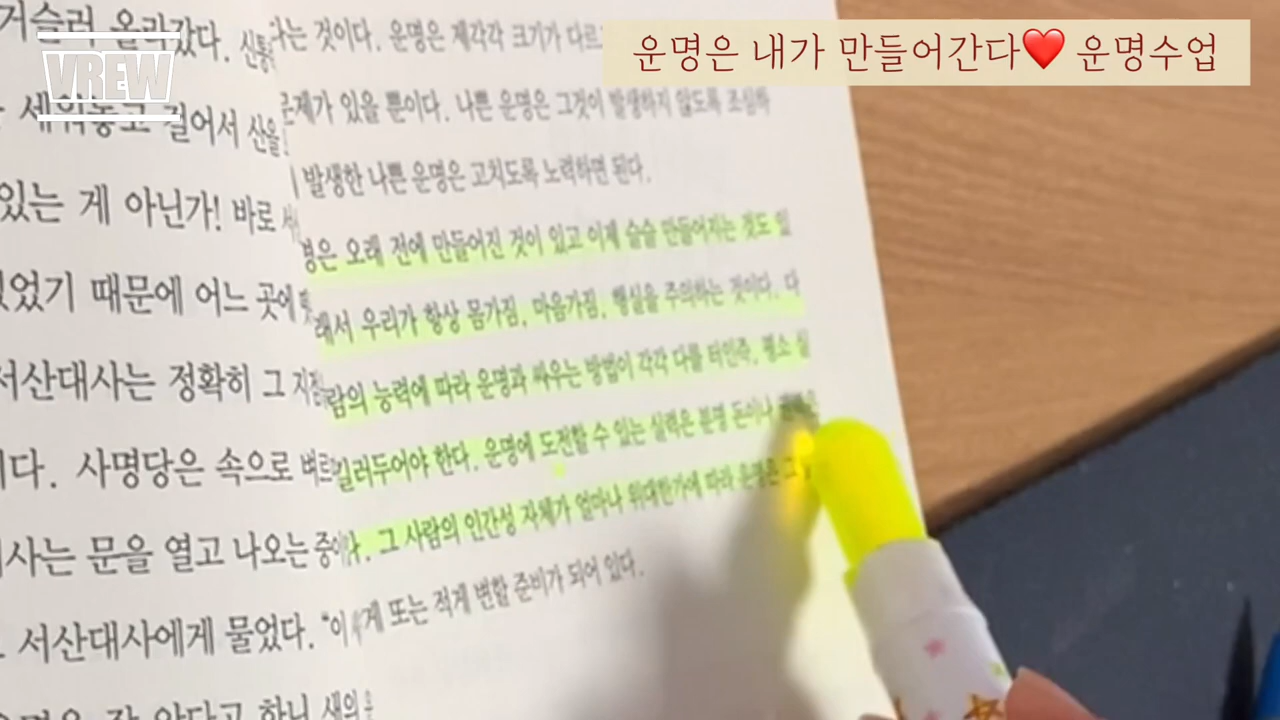 VREW
운명은 내가 만들어간다❤️ 운명수업
거슬러 올라갔다.
세워놓고 걸어서 산을
있는 게 아닌가! 바로
있었기 때문에 어느 곳에
서산대사는 정확히 그
이다. 사명당은 속으로
사는 문을 열고 나오는
서산대사에게 물었다. “이
것이다. 운명은 제각각 크기가
문제가 있을 뿐이다. 나쁜 운명은 그것이 발생하지 않도록 조심하
발생한 나쁜 운명은 고치도록 노력하면 된다.
오래 전에 만들어진 것이 있고 이제 슬슬 만들어지는 것도 있
래서 우리가 항상 몸가짐, 마음가짐, 행실을 주의하는 것이다. 다
람의 능력에 따라 운명과 싸우는 방법이 각각 다를 터인즉, 평소 실
길러두어야 한다. 운명에 도전할 수 있는 실력은 분명 돈이나
그 사람의 인간성 자체가 얼마나 위대한가에 따라 운명은
게 또는 적게 변할 준비가 되어 있다.